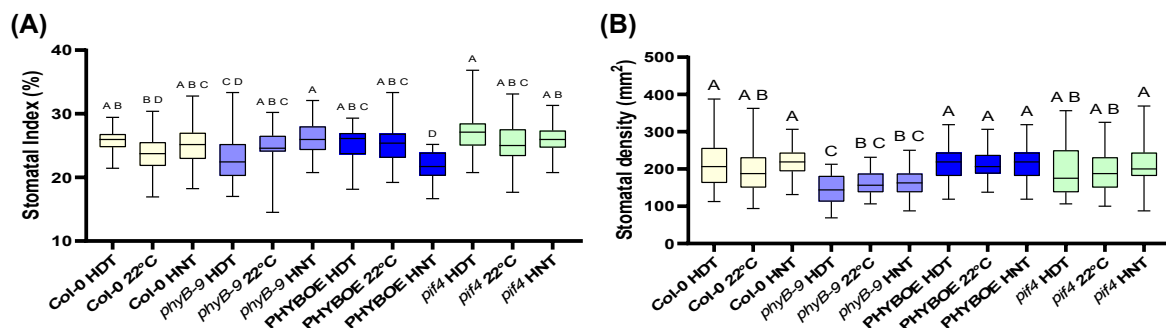 (A)
Stomatal Index (%)
40
30
20
10
A B
B D
A B C
C D
A B C
A
A B C
A B C
D
A
A B C
A B
Col-0 HDT
Col-0 22°C
Col-0 HNT
phyB-9 HDT
phyB-9 22°C
phyB-9 HNT
PHYBOE HDT
PHYBOE 22°C
PHYBOE HNT
pif4 HDT
pif4 22°C
pif4 HNT
(B)
Stomatal density (mm²)
500
400
300
200
100
0
A
A B
A
C
B C
B C
A
A
A
A B
A B
A
Col-0 HDT
Col-0 22°C
Col-0 HNT
phyB-9 HDT
phyB-9 22°C
phyB-9 HNT
PHYBOE HDT
PHYBOE 22°C
PHYBOE HNT
pif4 HDT
pif4 22°C
pif4 HNT